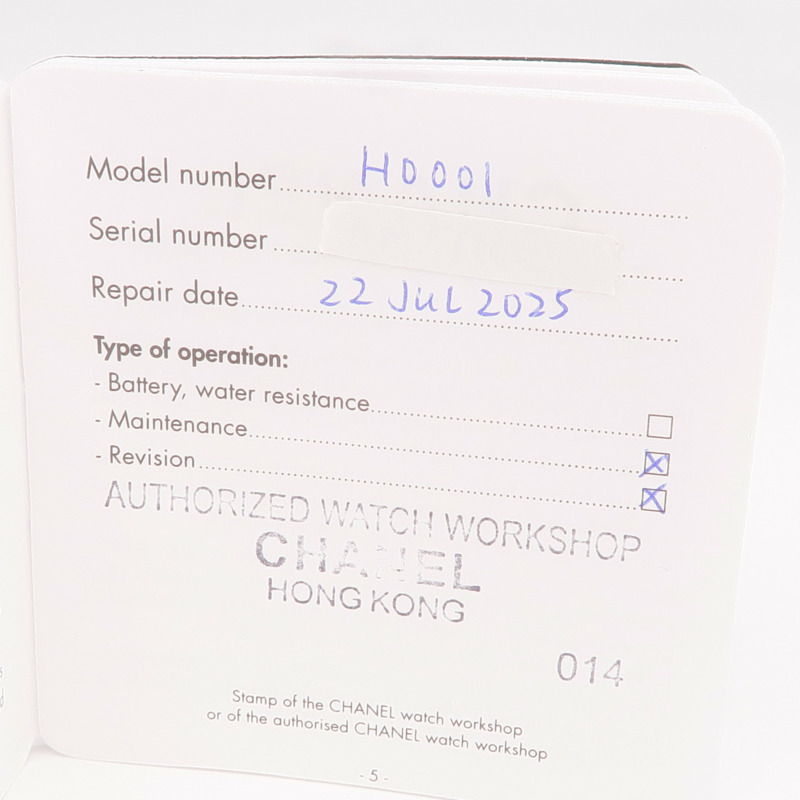 Model number H0001
Serial number
Repair date 22 JUL 2025
Type of operation:
- Battery, water resistance
- Maintenance
- Revision
AUTHORIZED WATCH WORKSHOP
CHANEL
HONG KONG
014
Stamp of the CHANEL watch workshop
or of the authorised CHANEL watch workshop
- 5 -